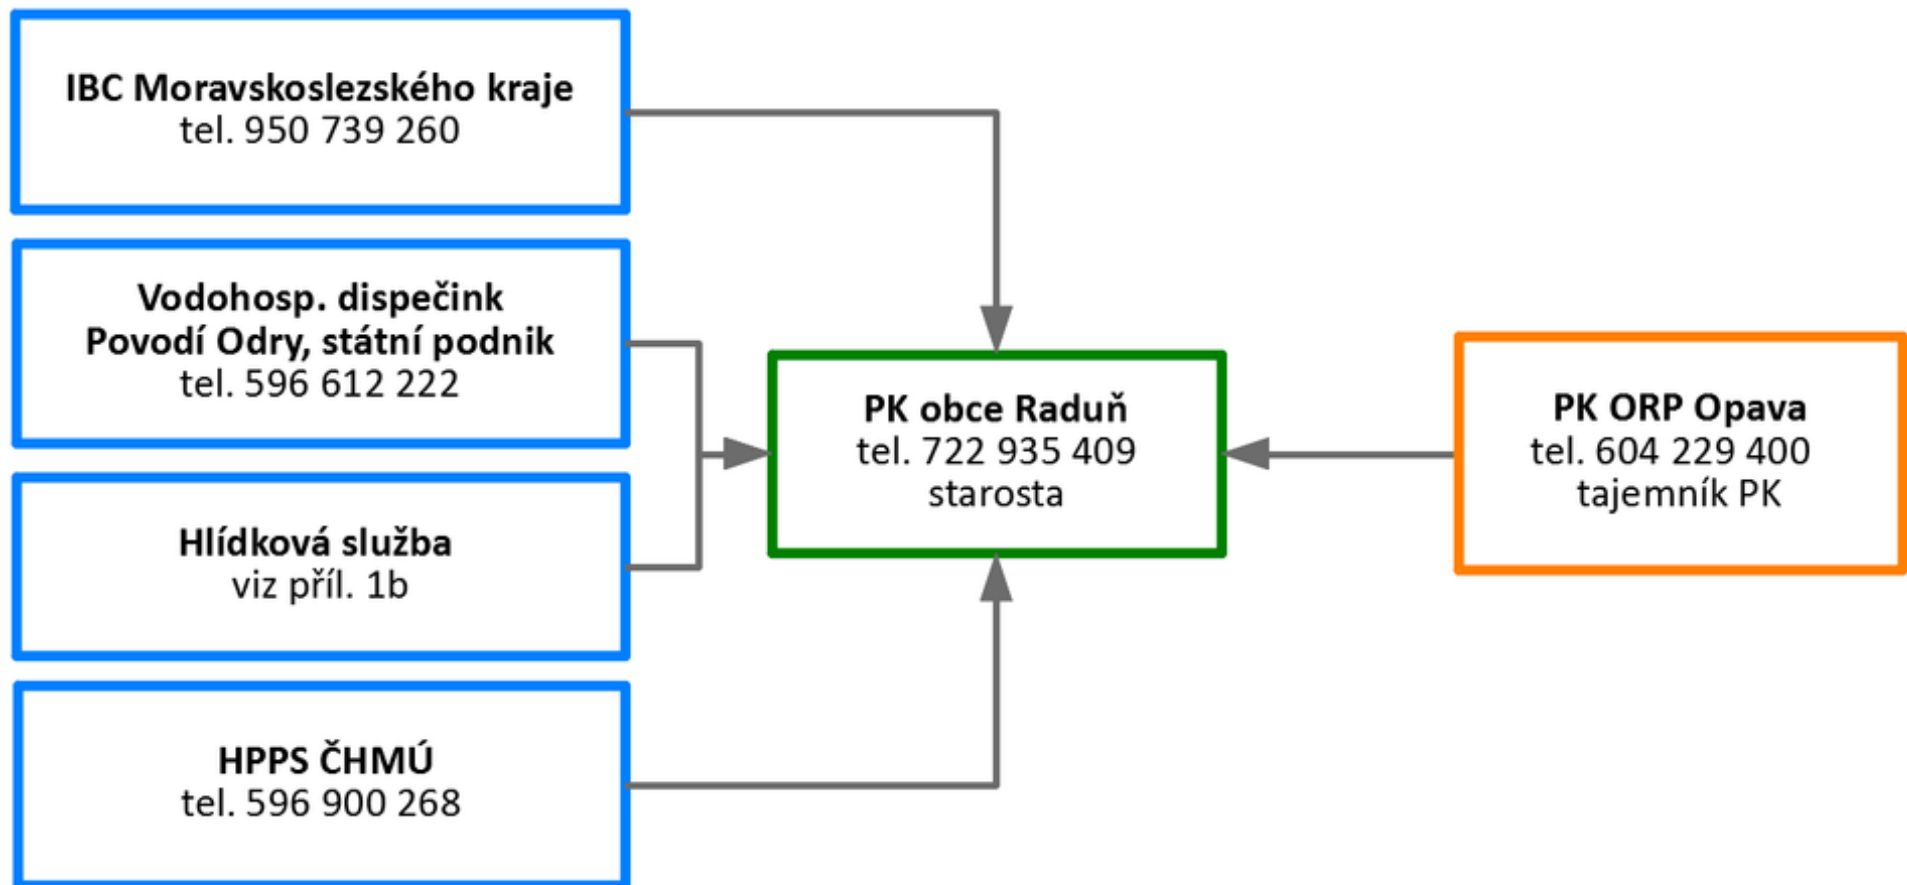 IBC Moravskoslezského kraje
tel. 950 739 260
Vodohosp. dispečink
Povodí Odry, státní podnik
tel. 596 612 222
Hlídková služba
viz příl. 1b
HPPS ČHMÚ
tel. 596 900 268
PK obce Raduň
tel. 722 935 409
starosta
PK ORP Opava
tel. 604 229 400
tajemník PK